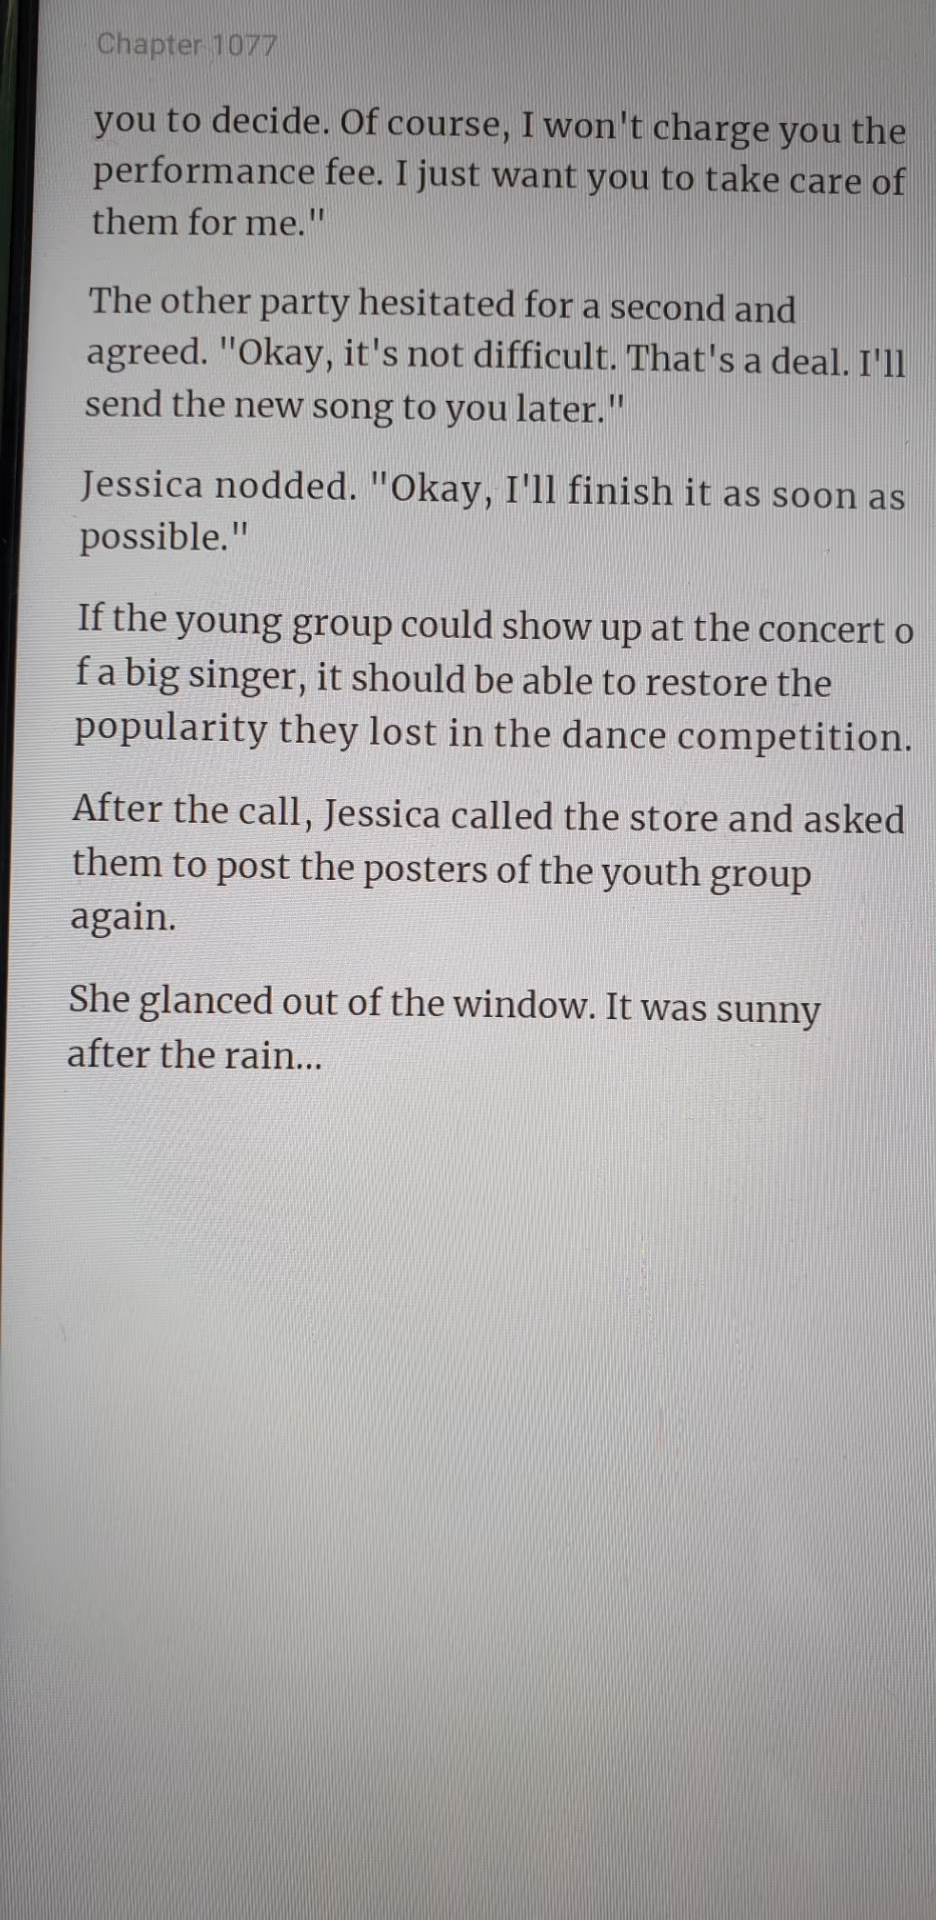 Chapter 1077
you to decide. Of course, I won't charge you the
performance fee. I just want you to take care of
them for me."
The other party hesitated for a second and
agreed. "Okay, it's not difficult. That's a deal. I'll
send the new song to you later."
Jessica nodded. "Okay, I'll finish it as soon as
possible."
If the young group could show up at the concert o
f a big singer, it should be able to restore the
popularity they lost in the dance competition.
After the call, Jessica called the store and asked
them to post the posters of the youth group
again.
She glanced out of the window. It was sunny
after the rain...